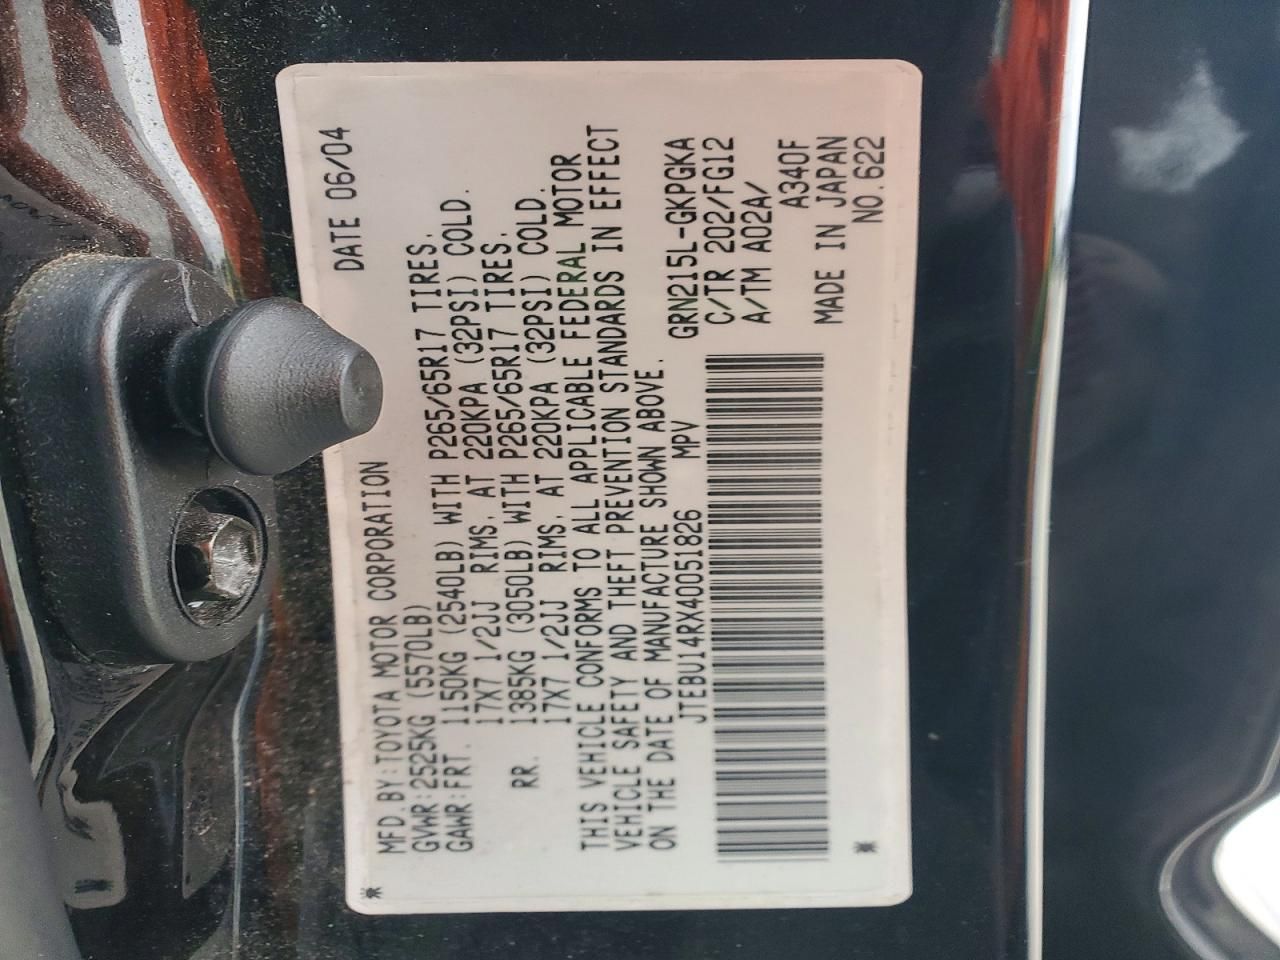 MFD.BY:TOYOTA MOTOR CORPORATION DATE 06/04
GVWR:2525KG (5570LB)
GAWR:FRT. 1150KG (2540LB) WITH P265/65R17 TIRES.
17X7 1/2JJ RIMS. AT 220KPA (32PSI) COLD.
RR. 1385KG (3050LB) WITH P265/65R17 TIRES.
17X7 1/2JJ RIMS. AT 220KPA (32PSI) COLD.
THIS VEHICLE CONFORMS TO ALL APPLICABLE FEDERAL MOTOR
VEHICLE SAFETY AND THEFT PREVENTION STANDARDS IN EFFECT
ON THE DATE OF MANUFACTURE SHOWN ABOVE.
JTEBU14RX40051826 MPV GRN215L-GKPGKA
C/TR 202/FG12
A/TM A02A/
A340F
MADE IN JAPAN
NO.622